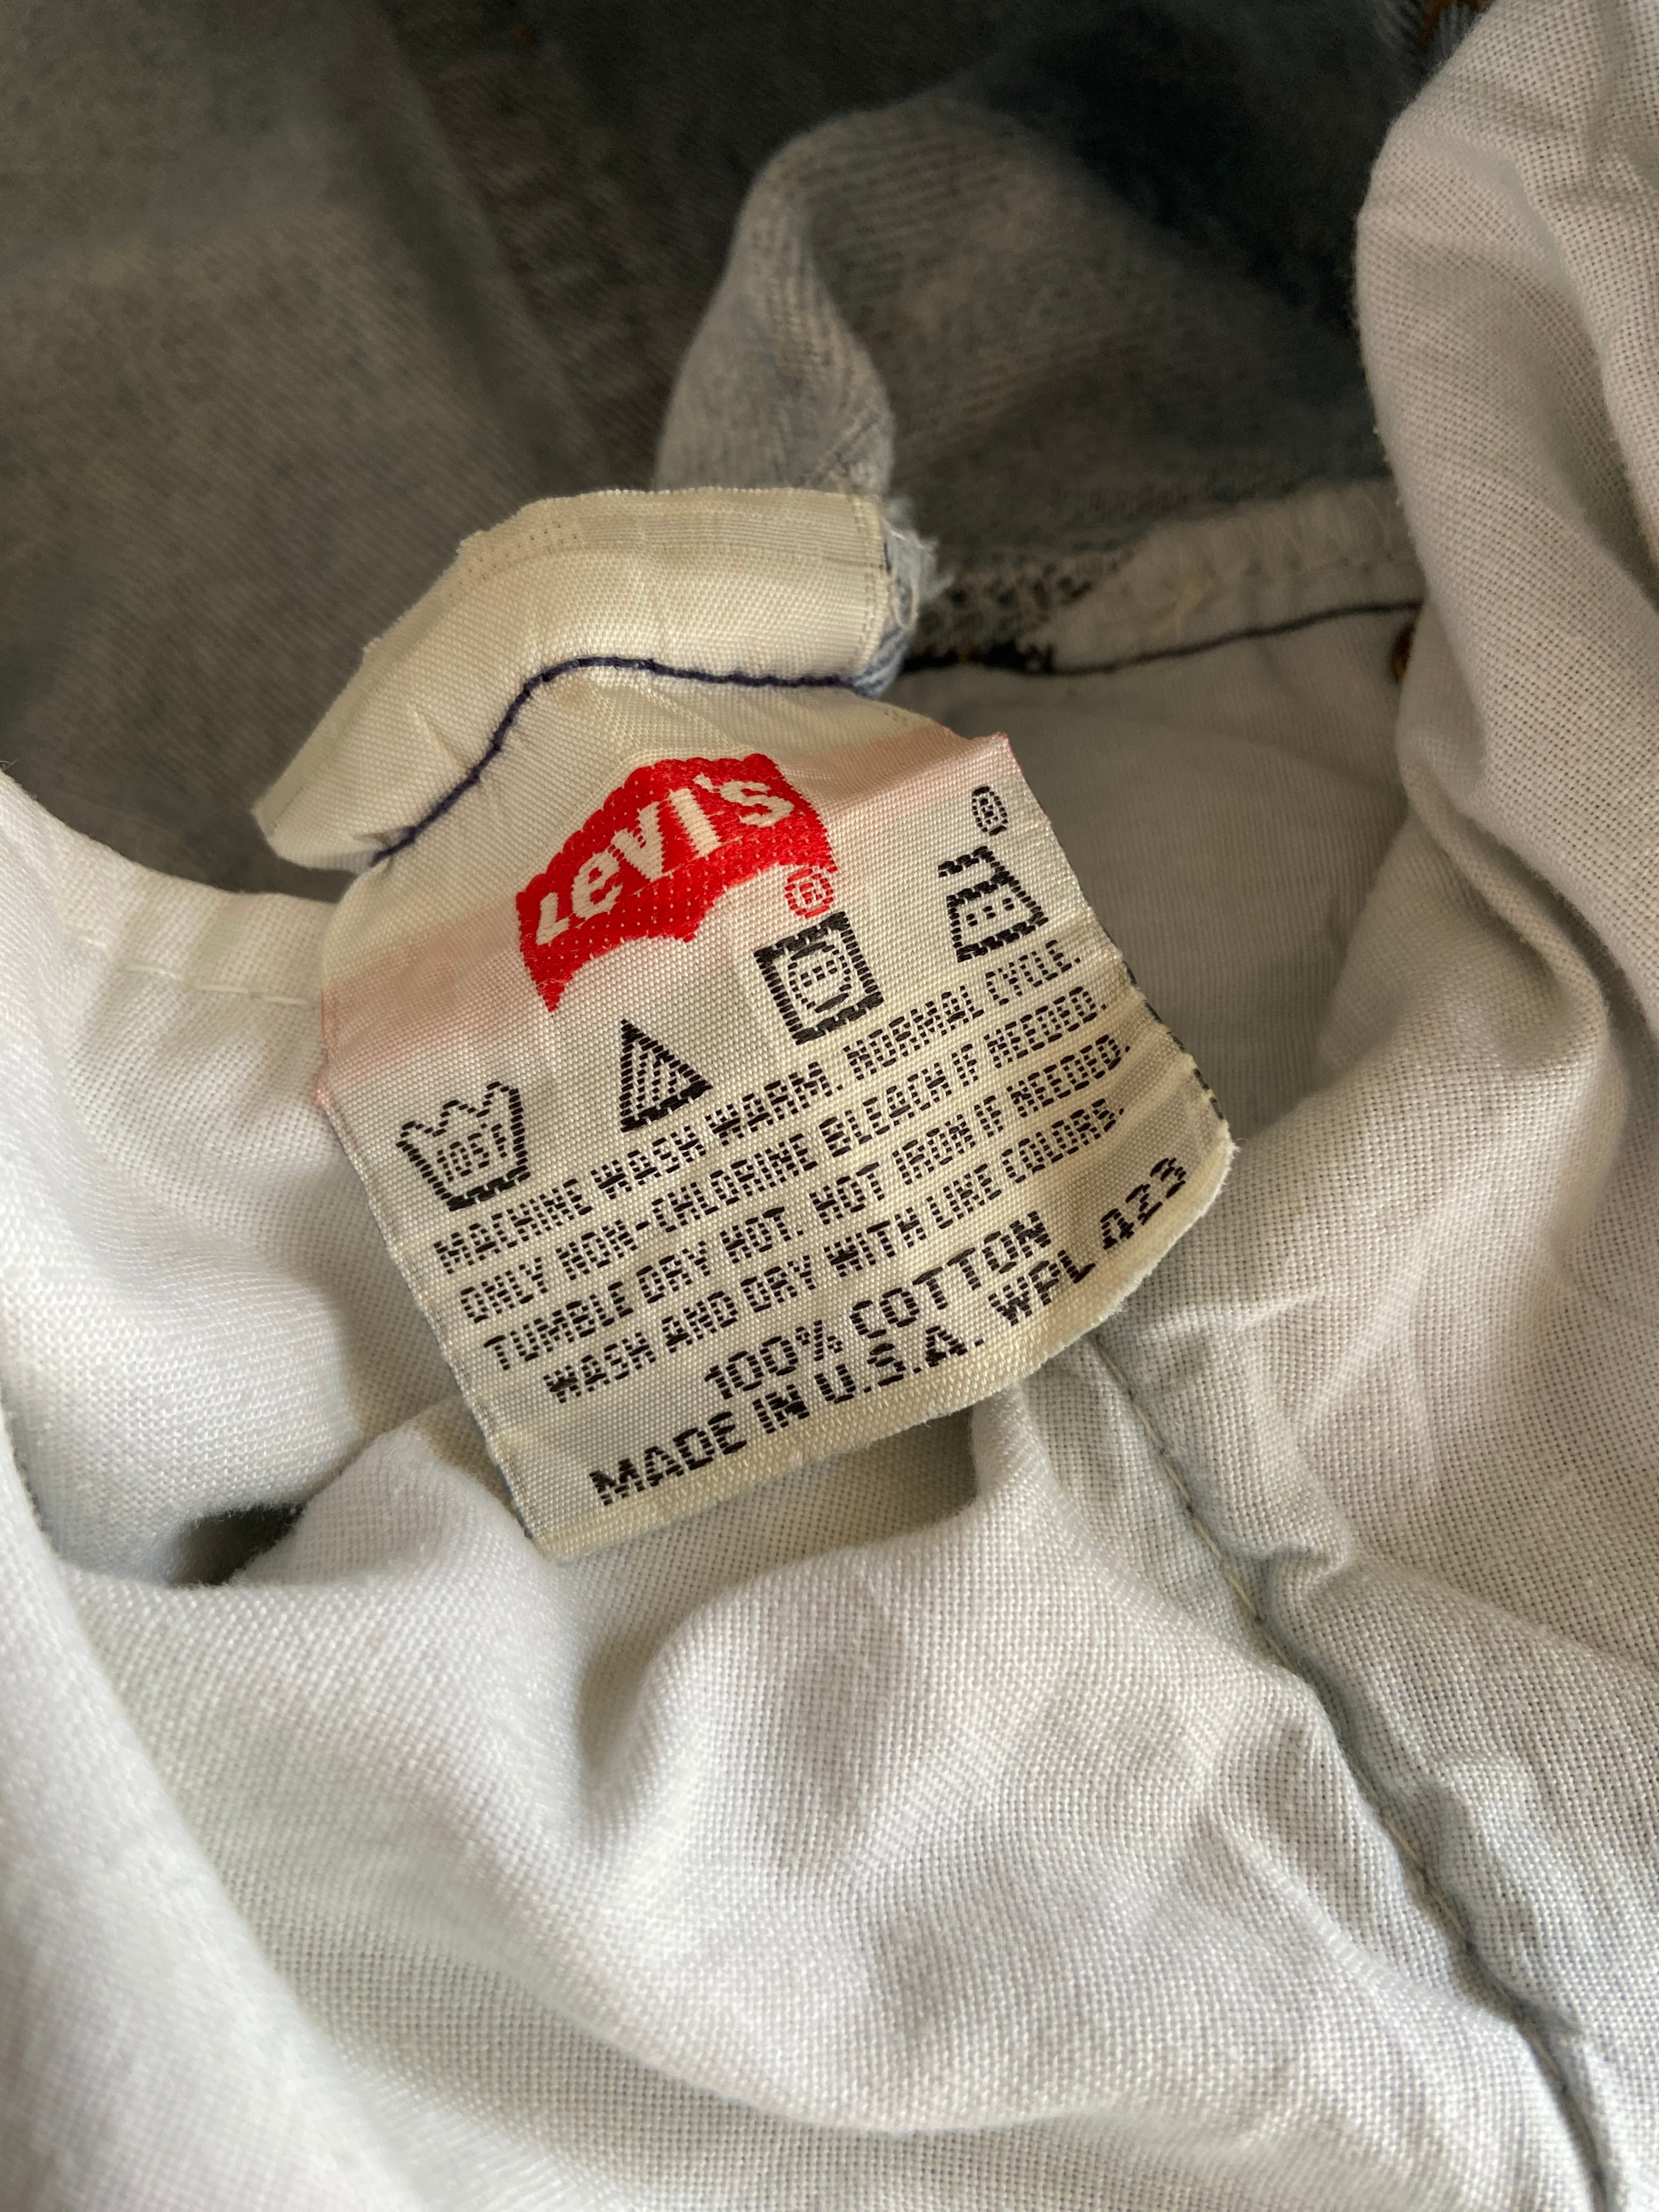 Levi's
®
®
105F
MACHINE WASH WARM. NORMAL CYCLE.
ONLY NON-CHLORINE BLEACH IF NEEDED.
TUMBLE DRY HOT. HOT IRON IF NEEDED.
WASH AND DRY WITH LIKE COLORS.
100% COTTON
MADE IN U.S.A. WPL 423